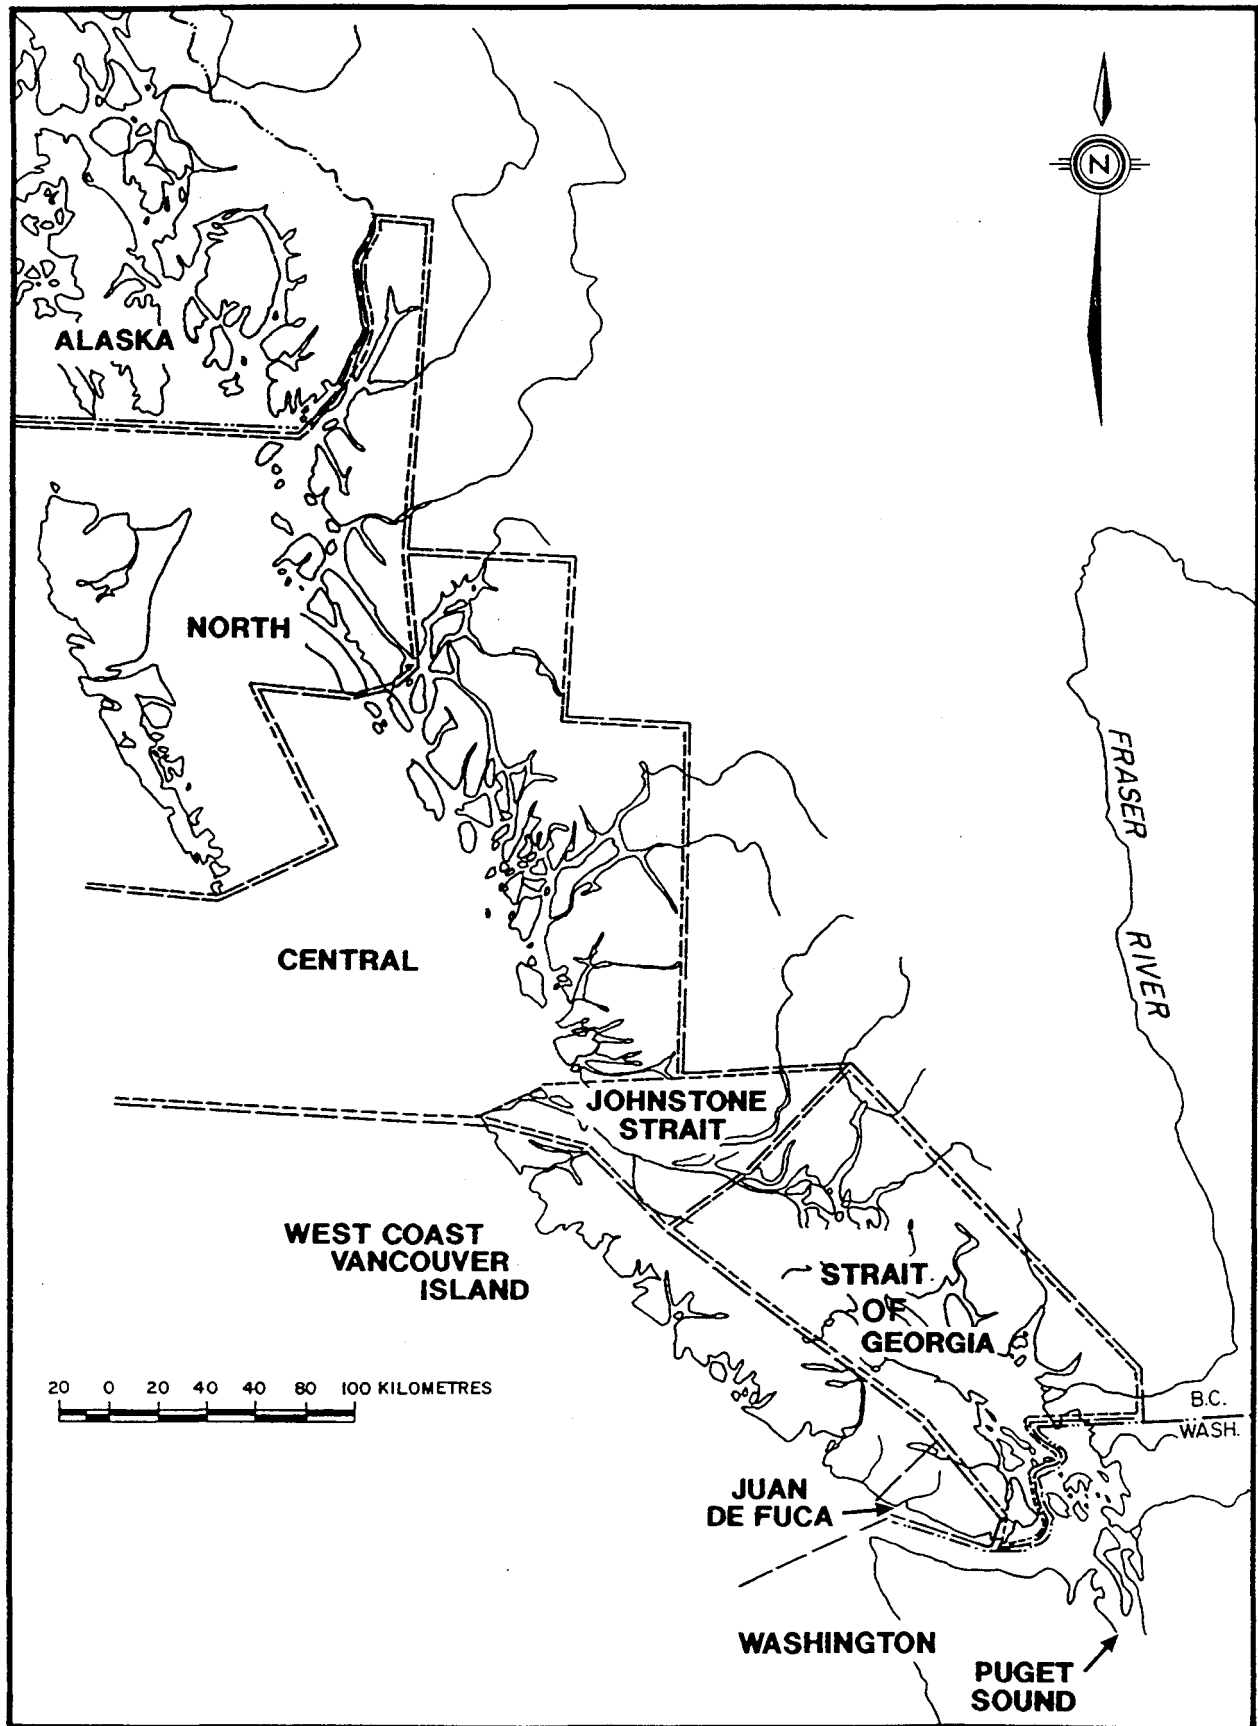 N
ALASKA
NORTH
FRASER
RIVER
CENTRAL
JOHNSTONE
STRAIT
WEST COAST
VANCOUVER
ISLAND
STRAIT
OF
GEORGIA
20 0 20 40 40 80 100 KILOMETRES
B.C.
WASH.
JUAN
DE FUCA
WASHINGTON
PUGET
SOUND